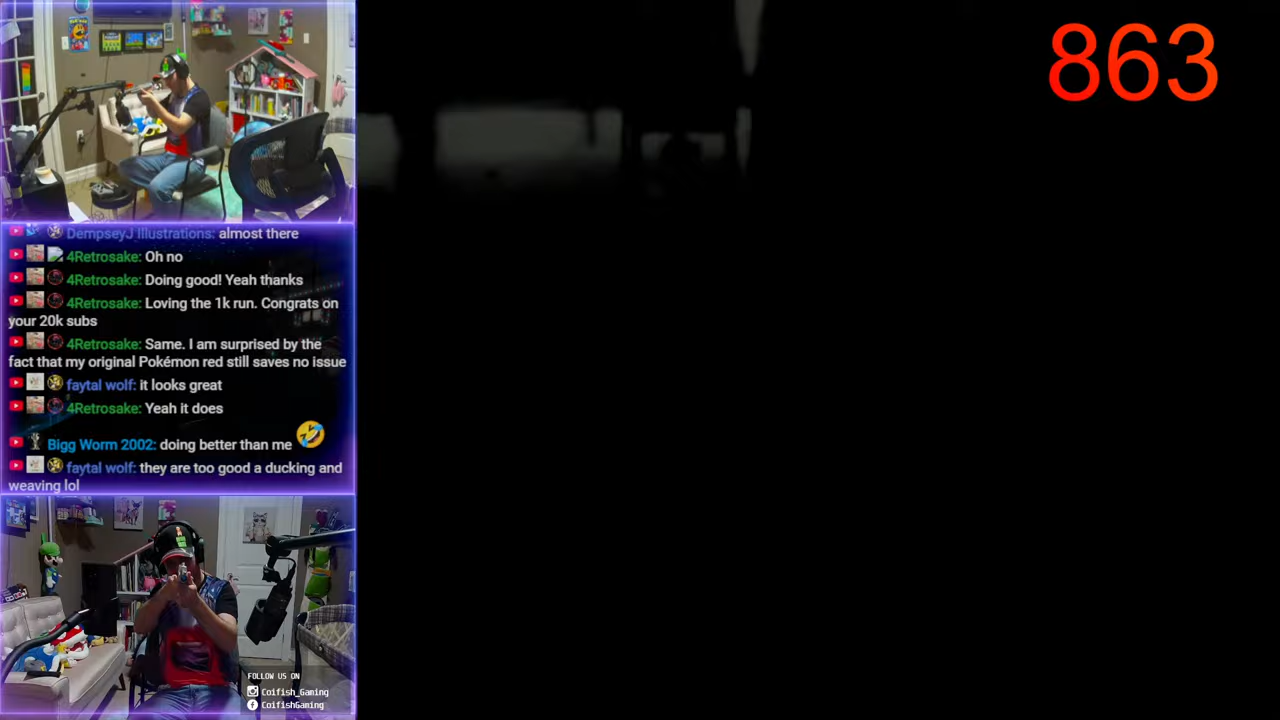 863
DempseyJ Illustrations: almost there
4Retrosake: Oh no
4Retrosake: Doing good! Yeah thanks
4Retrosake: Loving the 1k run. Congrats on
your 20k subs
4Retrosake: Same. I am surprised by the
fact that my original Pokémon red still saves no issue
faytal wolf: it looks great
4Retrosake: Yeah it does
Bigg Worm 2002: doing better than me 🤣
faytal wolf: they are too good a ducking and
weaving lol
FOLLOW US ON
Coifish_Gaming
CoifishGaming